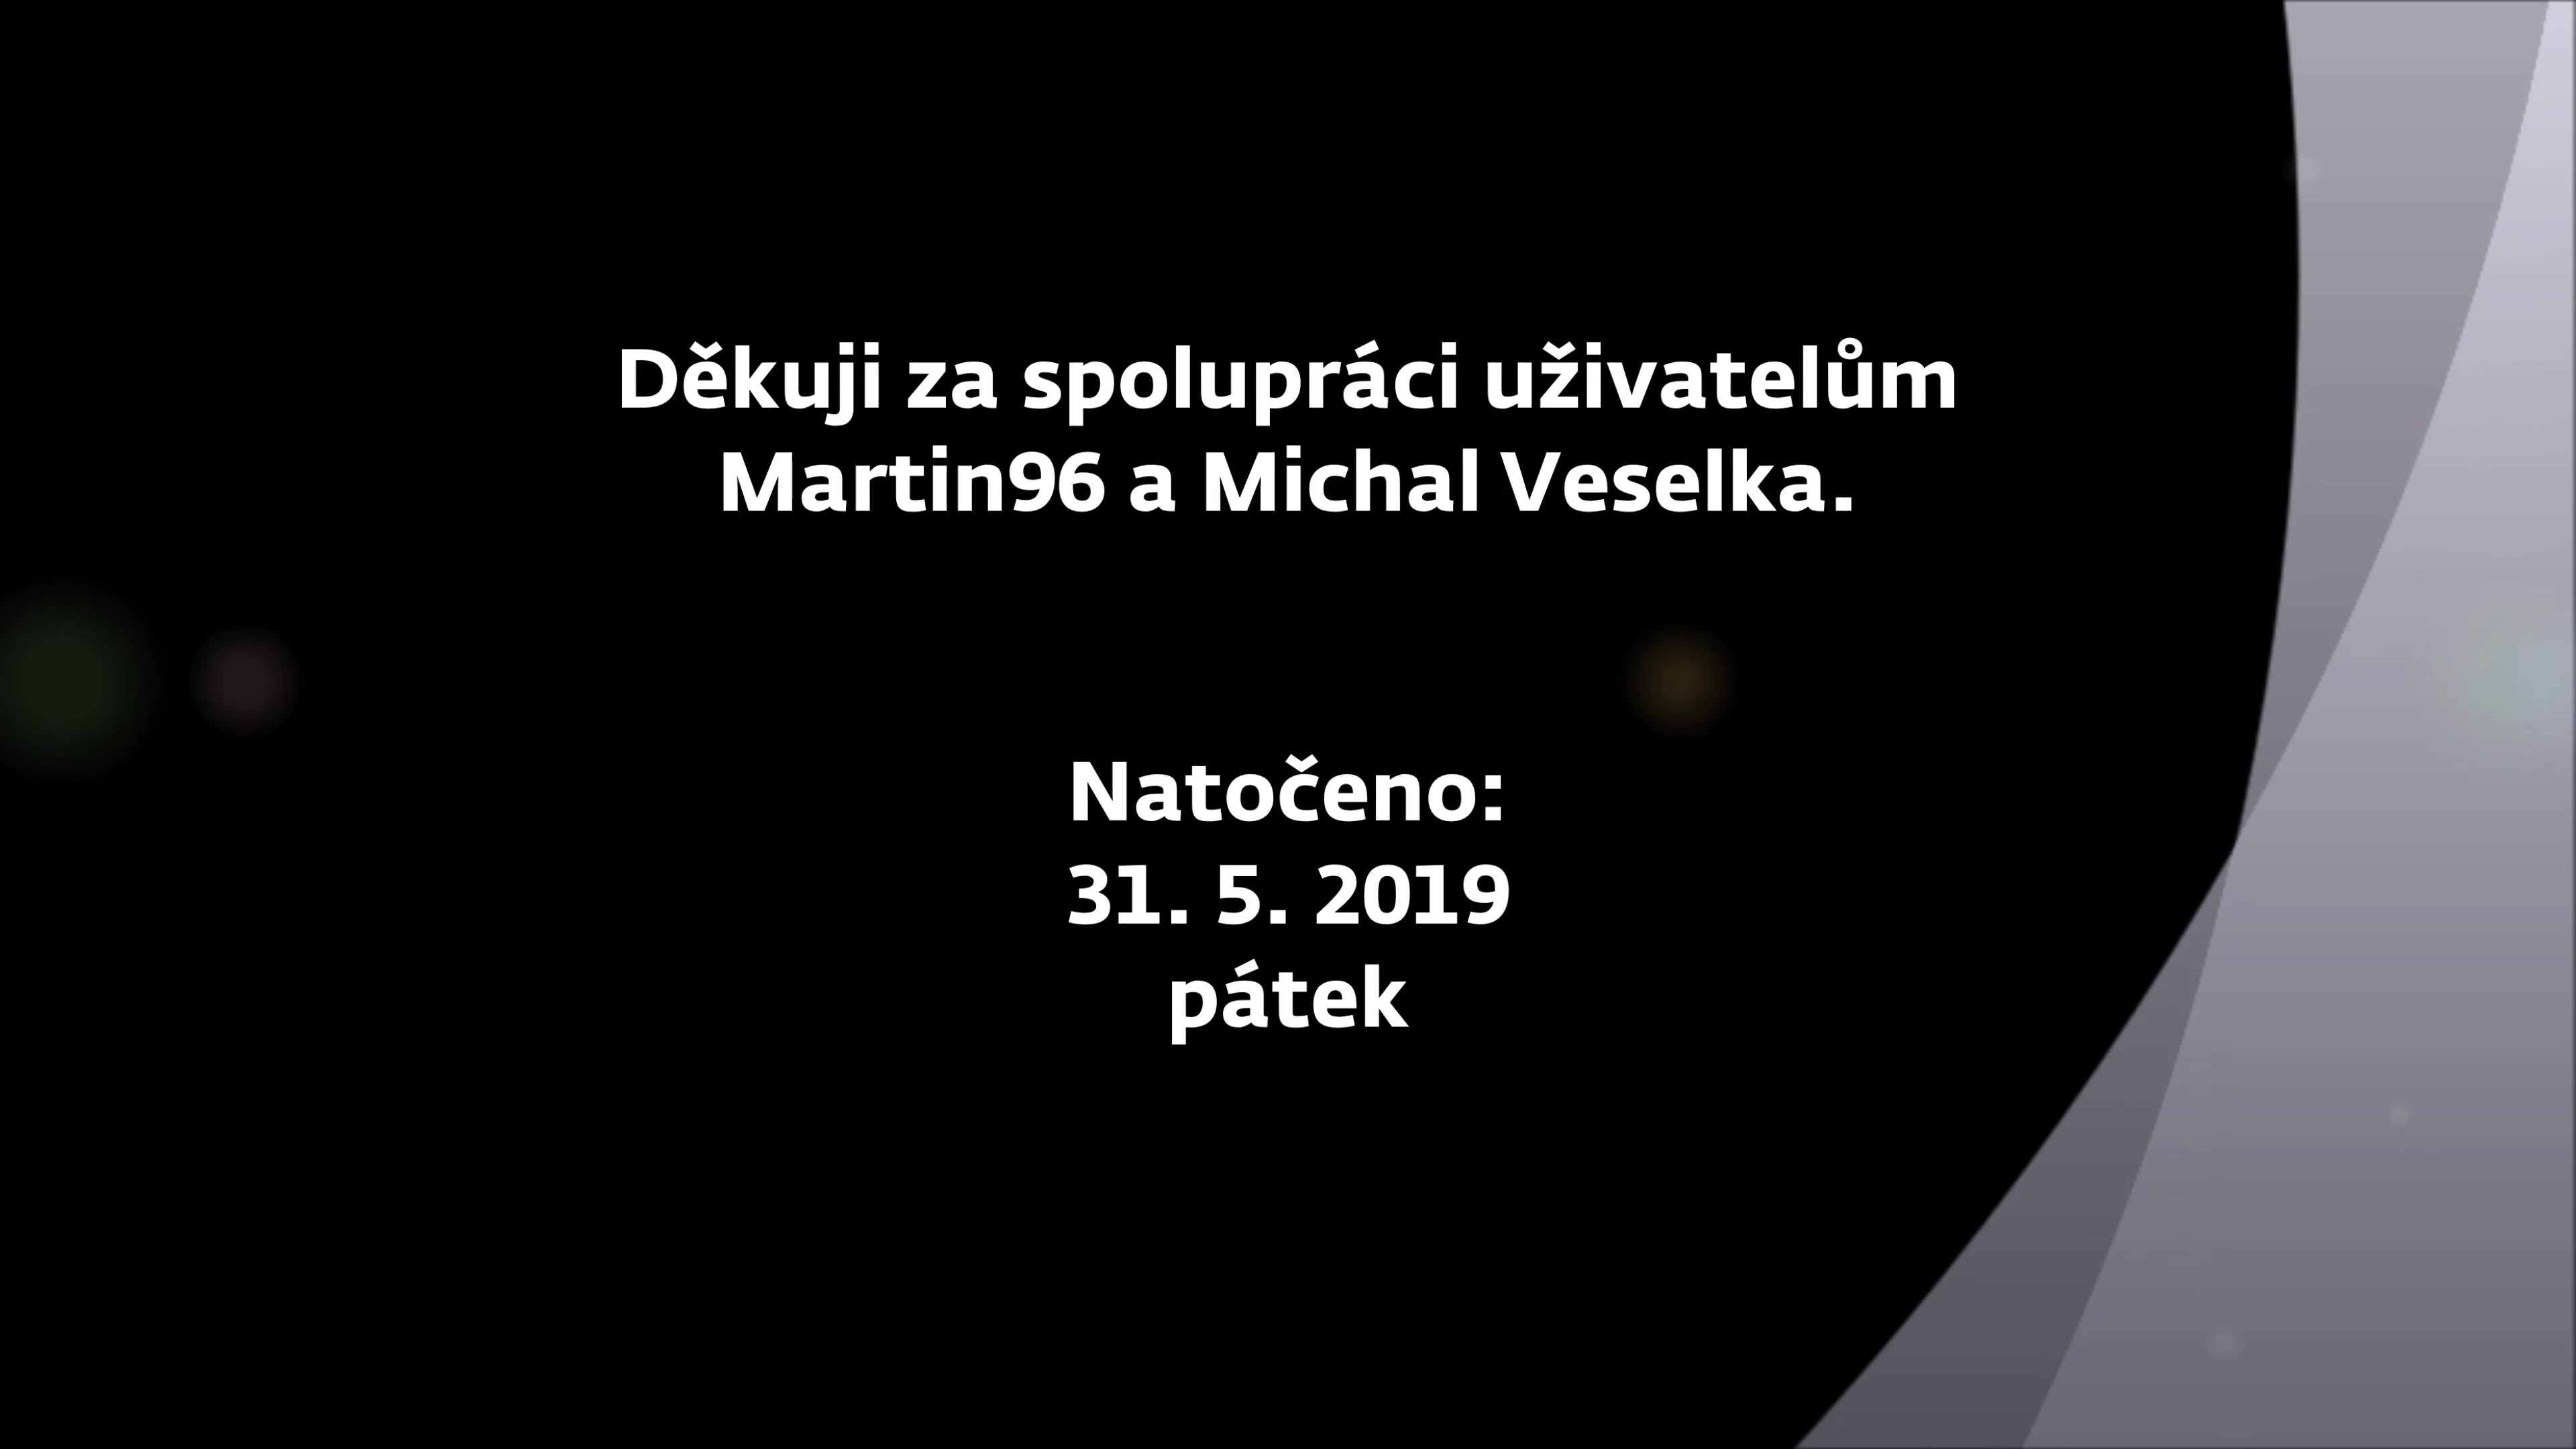 Děkuji za spolupráci uživatelům
Martin96 a Michal Veselka.
Natočeno:
31. 5. 2019
pátek